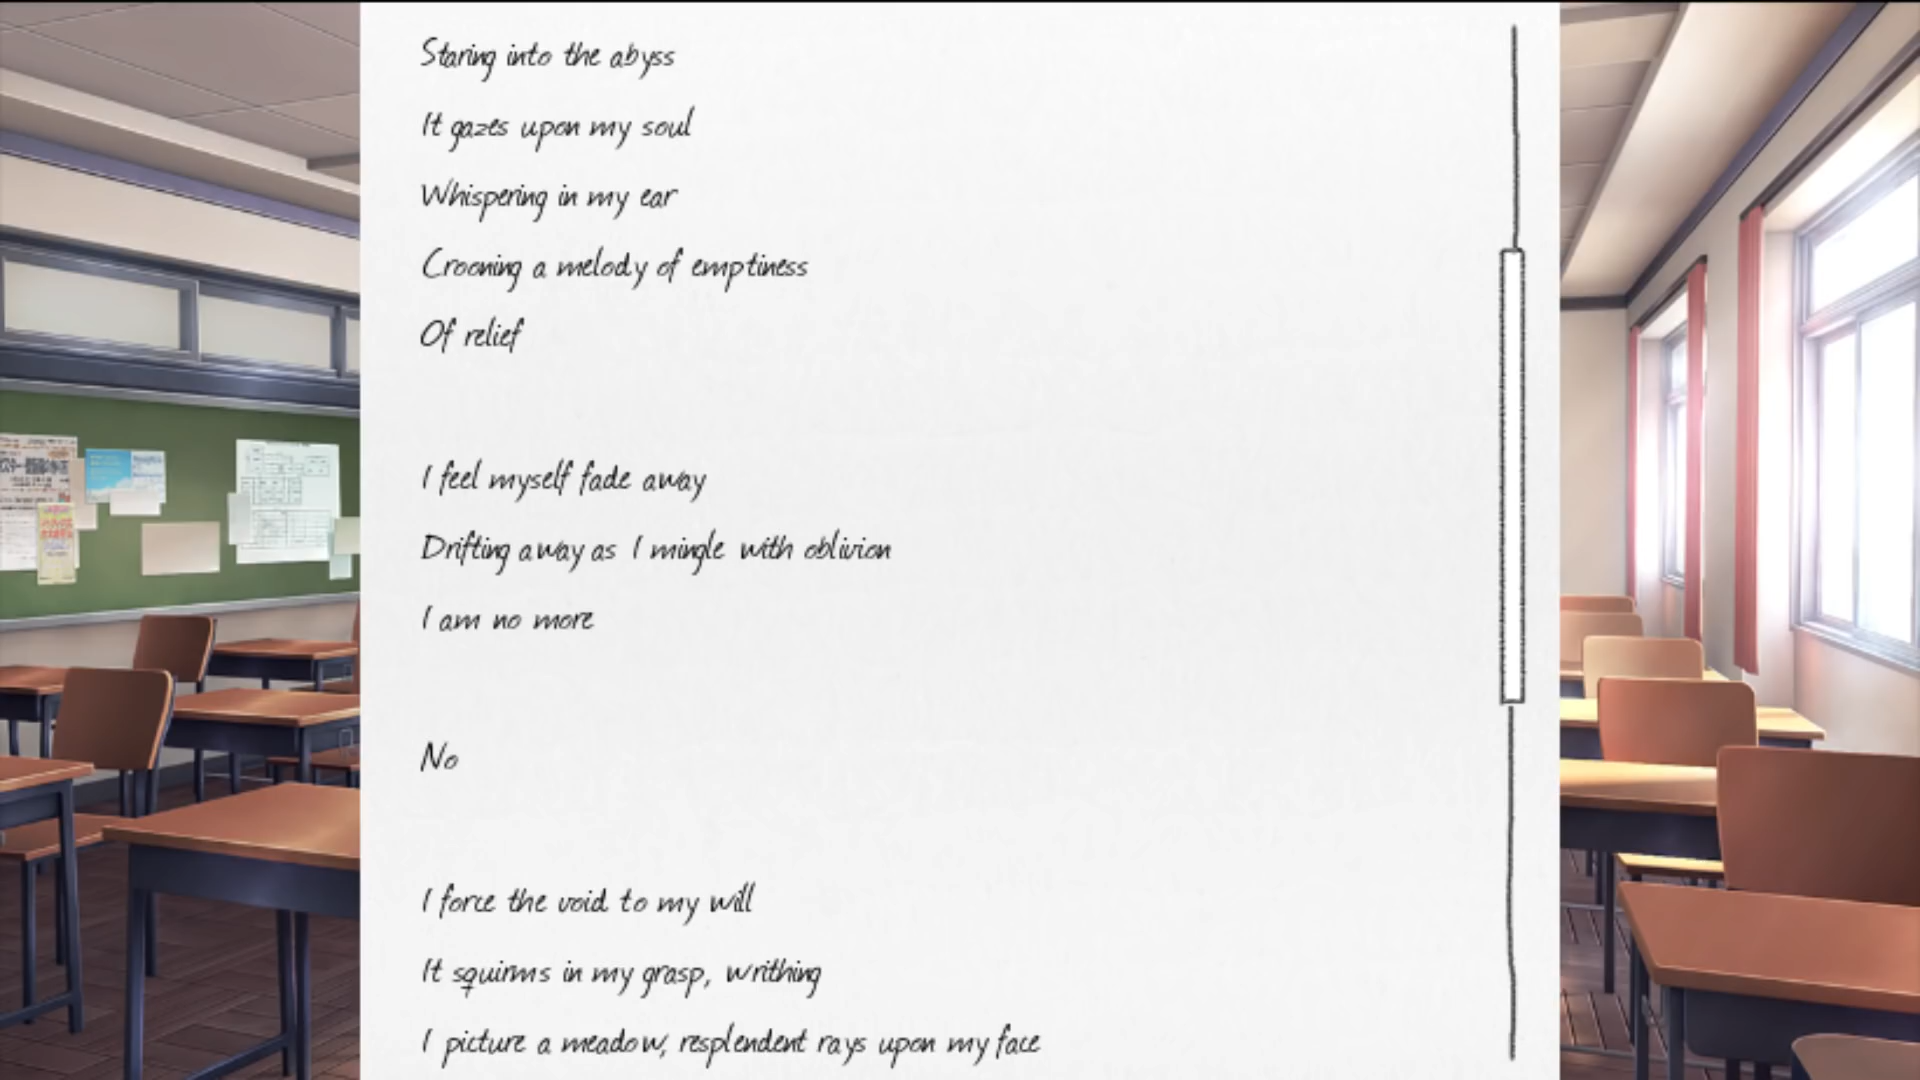 Staring into the abyss
It gazes upon my soul
Whispering in my ear
Crooning a melody of emptiness
Of relief
I feel myself fade away
Drifting away as I mingle with oblivion
I am no more
No
I force the void to my will
It squirms in my grasp, writhing
I picture a meadow, resplendent rays upon my face